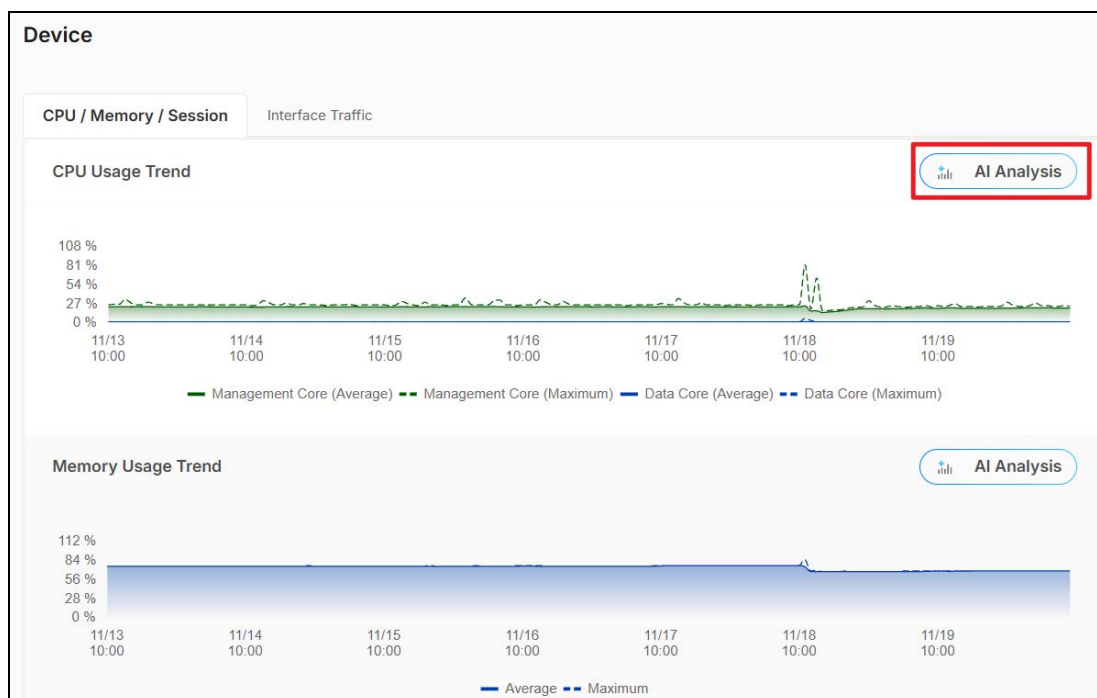 Device
CPU / Memory / Session
Interface Traffic
CPU Usage Trend
AI Analysis
108 %
81 %
54 %
27 %
0 %
11/13
10:00
11/14
10:00
11/15
10:00
11/16
10:00
11/17
10:00
11/18
10:00
11/19
10:00
Management Core (Average)
Management Core (Maximum)
Data Core (Average)
Data Core (Maximum)
Memory Usage Trend
AI Analysis
112 %
84 %
56 %
28 %
0 %
11/13
10:00
11/14
10:00
11/15
10:00
11/16
10:00
11/17
10:00
11/18
10:00
11/19
10:00
Average
Maximum